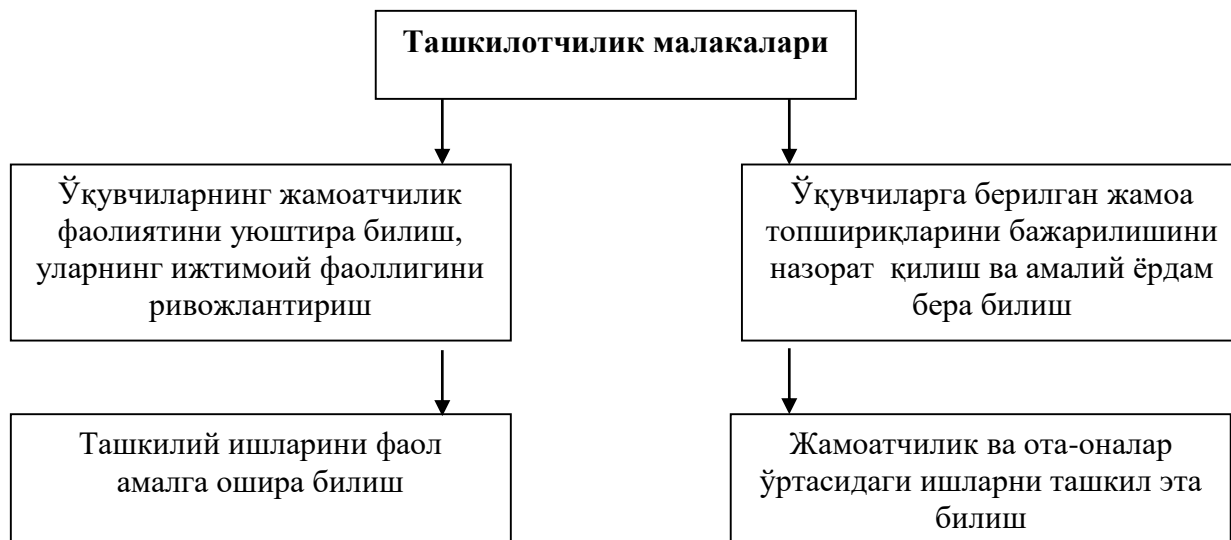 Ташкилотчилик малакалари
Ўқувчиларнинг жамоатчилик
фаолиятини уюштира билиш,
уларнинг ижтимоий фаоллигини
ривожлантириш
Ўқувчиларга берилган жамоа
топшириқларини бажарилишини
назорат қилиш ва амалий ёрдам
бера билиш
Ташкилий ишларини фаол
амалга ошира билиш
Жамоатчилик ва ота-оналар
ўртасидаги ишларни ташкил эта
билиш